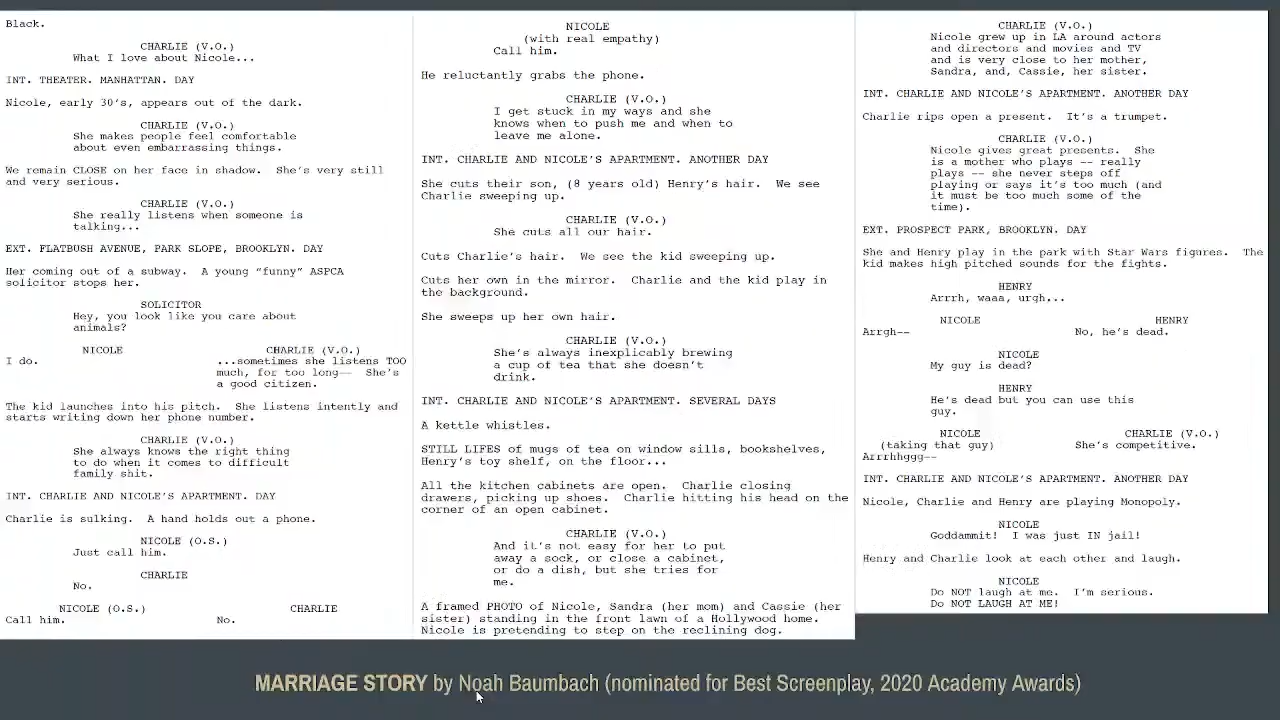 Black.
CHARLIE (V.O.)
What I love about Nicole...
INT. THEATER. MANHATTAN. DAY
Nicole, early 30's, appears out of the dark.
CHARLIE (V.O.)
She makes people feel comfortable
about even embarrassing things.
We remain CLOSE on her face in shadow.  She's very still
and very serious.
CHARLIE (V.O.)
She really listens when someone is
talking...
EXT. FLATBUSH AVENUE, PARK SLOPE, BROOKLYN. DAY
Her coming out of a subway.  A young "funny" ASPCA
solicitor stops her.
SOLICITOR
Hey, you look like you care about
animals?
NICOLE CHARLIE (V.O.)
I do. ...sometimes she listens TOO
much, for too long--  She's
a good citizen.
The kid launches into his pitch.  She listens intently and
starts writing down her phone number.
CHARLIE (V.O.)
She always knows the right thing
to do when it comes to difficult
family shit.
INT. CHARLIE AND NICOLE'S APARTMENT. DAY
Charlie is sulking.  A hand holds out a phone.
NICOLE (O.S.)
Just call him.
CHARLIE
No.
NICOLE (O.S.) CHARLIE
Call him. No.
NICOLE
(with real empathy)
Call him.
He reluctantly grabs the phone.
CHARLIE (V.O.)
I get stuck in my ways and she
knows when to push me and when to
leave me alone.
INT. CHARLIE AND NICOLE'S APARTMENT. ANOTHER DAY
She cuts their son, (8 years old) Henry's hair.  We see
Charlie sweeping up.
CHARLIE (V.O.)
She cuts all our hair.
Cuts Charlie's hair.  We see the kid sweeping up.
Cuts her own in the mirror.  Charlie and the kid play in
the background.
She sweeps up her own hair.
CHARLIE (V.O.)
She's always inexplicably brewing
a cup of tea that she doesn't
drink.
INT. CHARLIE AND NICOLE'S APARTMENT. SEVERAL DAYS
A kettle whistles.
STILL LIFES of mugs of tea on window sills, bookshelves,
Henry's toy shelf, on the floor...
All the kitchen cabinets are open.  Charlie closing
drawers, picking up shoes.  Charlie hitting his head on the
corner of an open cabinet.
CHARLIE (V.O.)
And it's not easy for her to put
away a sock, or close a cabinet,
or do a dish, but she tries for
me.
A framed PHOTO of Nicole, Sandra (her mom) and Cassie (her
sister) standing in the front lawn of a Hollywood home.
Nicole is pretending to step on the reclining dog.
CHARLIE (V.O.)
Nicole grew up in LA around actors
and directors and movies and TV
and is very close to her mother,
Sandra, and, Cassie, her sister.
INT. CHARLIE AND NICOLE'S APARTMENT. ANOTHER DAY
Charlie rips open a present.  It's a trumpet.
CHARLIE (V.O.)
Nicole gives great presents.  She
is a mother who plays -- really
plays -- she never steps off
playing or says it's too much (and
it must be too much some of the
time).
EXT. PROSPECT PARK, BROOKLYN. DAY
She and Henry play in the park with Star Wars figures.  The
kid makes high pitched sounds for the fights.
HENRY
Arrrh, waaa, urgh...
NICOLE HENRY
Arrgh-- No, he's dead.
NICOLE
My guy is dead?
HENRY
He's dead but you can use this
guy.
NICOLE CHARLIE (V.O.)
(taking that guy) She's competitive.
Arrrhhggg--
INT. CHARLIE AND NICOLE'S APARTMENT. ANOTHER DAY
Nicole, Charlie and Henry are playing Monopoly.
NICOLE
Goddammit!  I was just IN jail!
Henry and Charlie look at each other and laugh.
NICOLE
Do NOT laugh at me.  I'm serious.
Do NOT LAUGH AT ME!
MARRIAGE STORY by Noah Baumbach (nominated for Best Screenplay, 2020 Academy Awards)